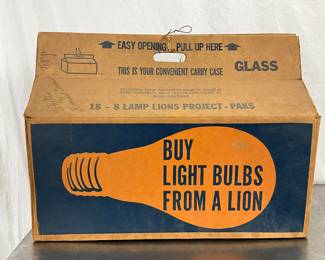 EASY OPENING... PULL UP HERE
THIS IS YOUR CONVENIENT CARRY CASE
GLASS
18 - 8 LAMP LIONS PROJECT - PAKS
BUY
LIGHT BULBS
FROM A LION